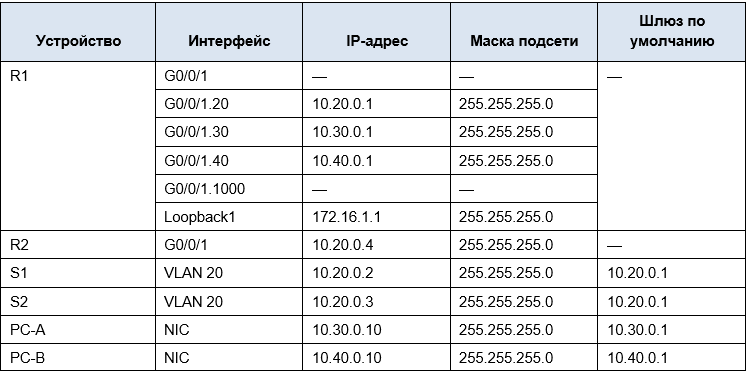 Устройство Интерфейс IP-адрес Маска подсети Шлюз по умолчанию
R1 G0/0/1 — — —
G0/0/1.20 10.20.0.1 255.255.255.0
G0/0/1.30 10.30.0.1 255.255.255.0
G0/0/1.40 10.40.0.1 255.255.255.0
G0/0/1.1000 — —
Loopback1 172.16.1.1 255.255.255.0
R2 G0/0/1 10.20.0.4 255.255.255.0 —
S1 VLAN 20 10.20.0.2 255.255.255.0 10.20.0.1
S2 VLAN 20 10.20.0.3 255.255.255.0 10.20.0.1
PC-A NIC 10.30.0.10 255.255.255.0 10.30.0.1
PC-B NIC 10.40.0.10 255.255.255.0 10.40.0.1